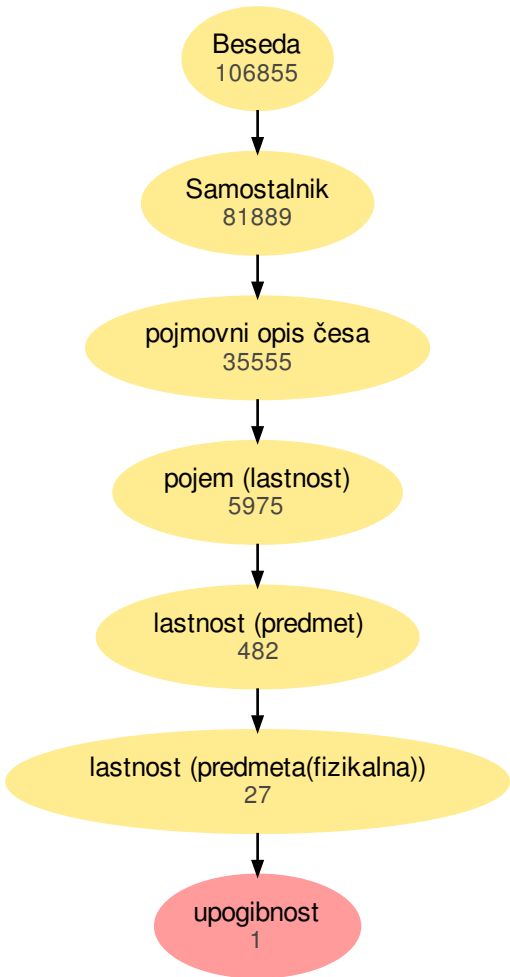 Beseda
106855
Samostalnik
81889
pojmovni opis česa
35555
pojem (lastnost)
5975
lastnost (predmet)
482
lastnost (predmeta(fizikalna))
27
upogibnost
1